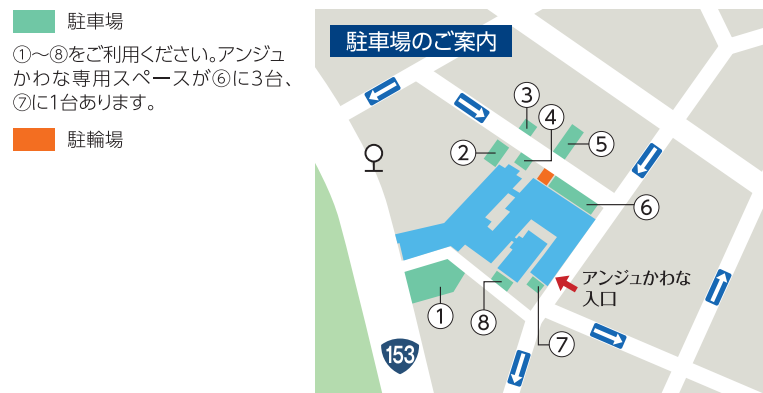 駐車場
①～⑧をご利用ください。アンジュ
かわな専用スペースが⑥に3台、
⑦に1台あります。
駐輪場
駐車場のご案内
③
④
②
⑤
⑥
アンジュかわな
入口
①
⑧
⑦
153